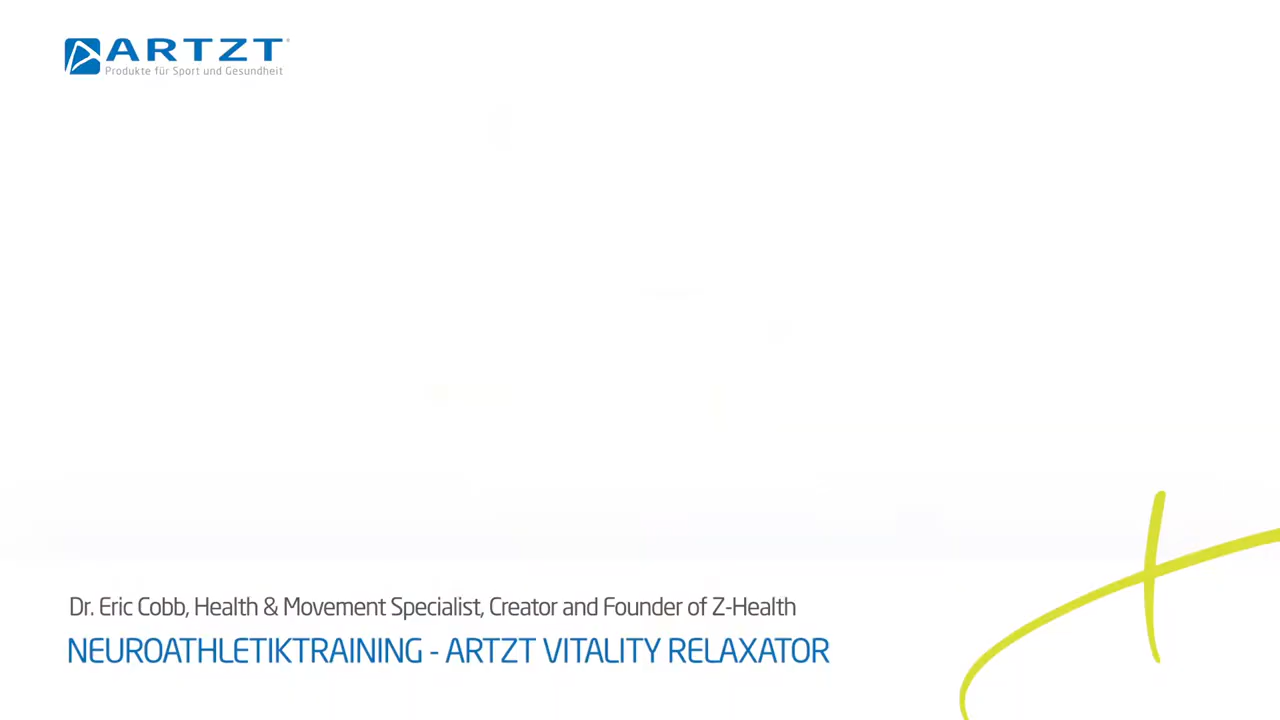 ARTZT
Produkte für Sport und Gesundheit
Dr. Eric Cobb, Health & Movement Specialist, Creator and Founder of Z-Health
NEUROATHLETIKTRAINING - ARTZT VITALITY RELAXATOR